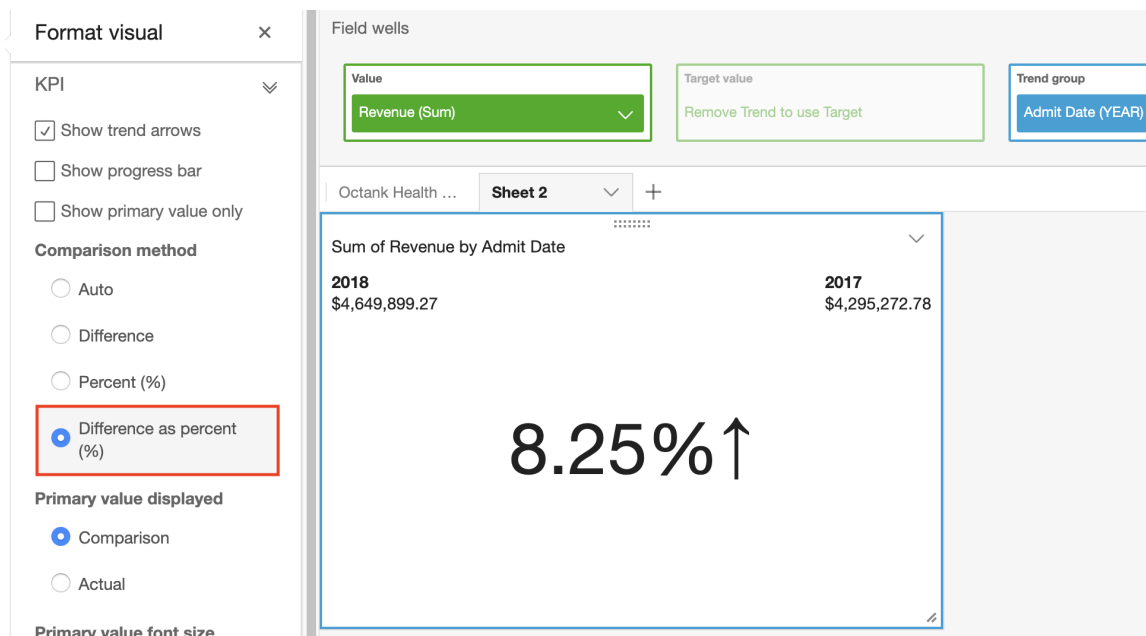 Format visual
KPI
Show trend arrows
Show progress bar
Show primary value only
Comparison method
Auto
Difference
Percent (%)
Difference as percent
(%)
Primary value displayed
Comparison
Actual
Primary value font size
Field wells
Value
Revenue (Sum)
Target value
Remove Trend to use Target
Trend group
Admit Date (YEAR)
Octank Health ...
Sheet 2
Sum of Revenue by Admit Date
2018
$4,649,899.27
2017
$4,295,272.78
8.25%↑